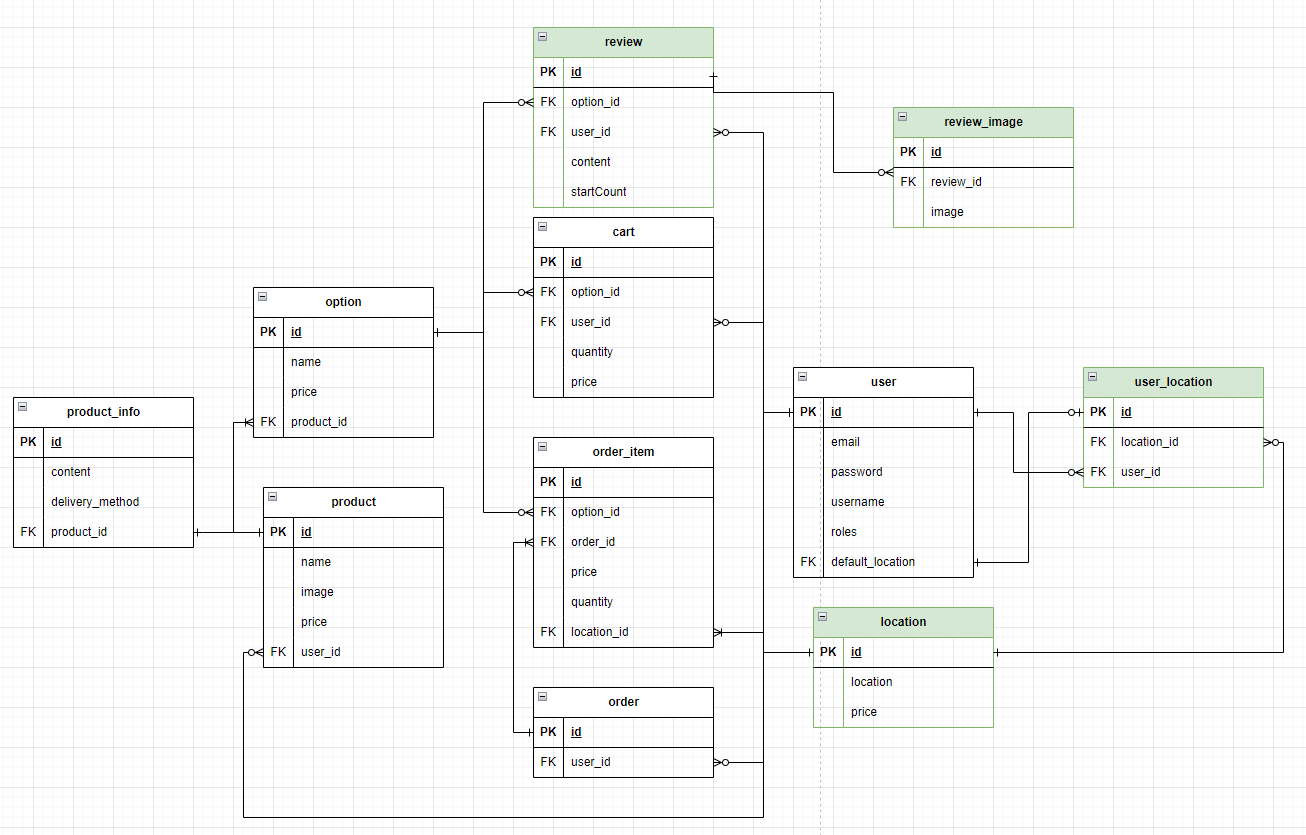 review
PK id
FK option_id
FK user_id
content
startCount
review_image
PK id
FK review_id
image
cart
PK id
FK option_id
FK user_id
quantity
price
option
PK id
name
price
FK product_id
product_info
PK id
content
delivery_method
FK product_id
product
PK id
name
image
price
FK user_id
order_item
PK id
FK option_id
FK order_id
price
quantity
FK location_id
order
PK id
FK user_id
user
PK id
email
password
username
roles
FK default_location
user_location
PK id
FK location_id
FK user_id
location
PK id
location
price